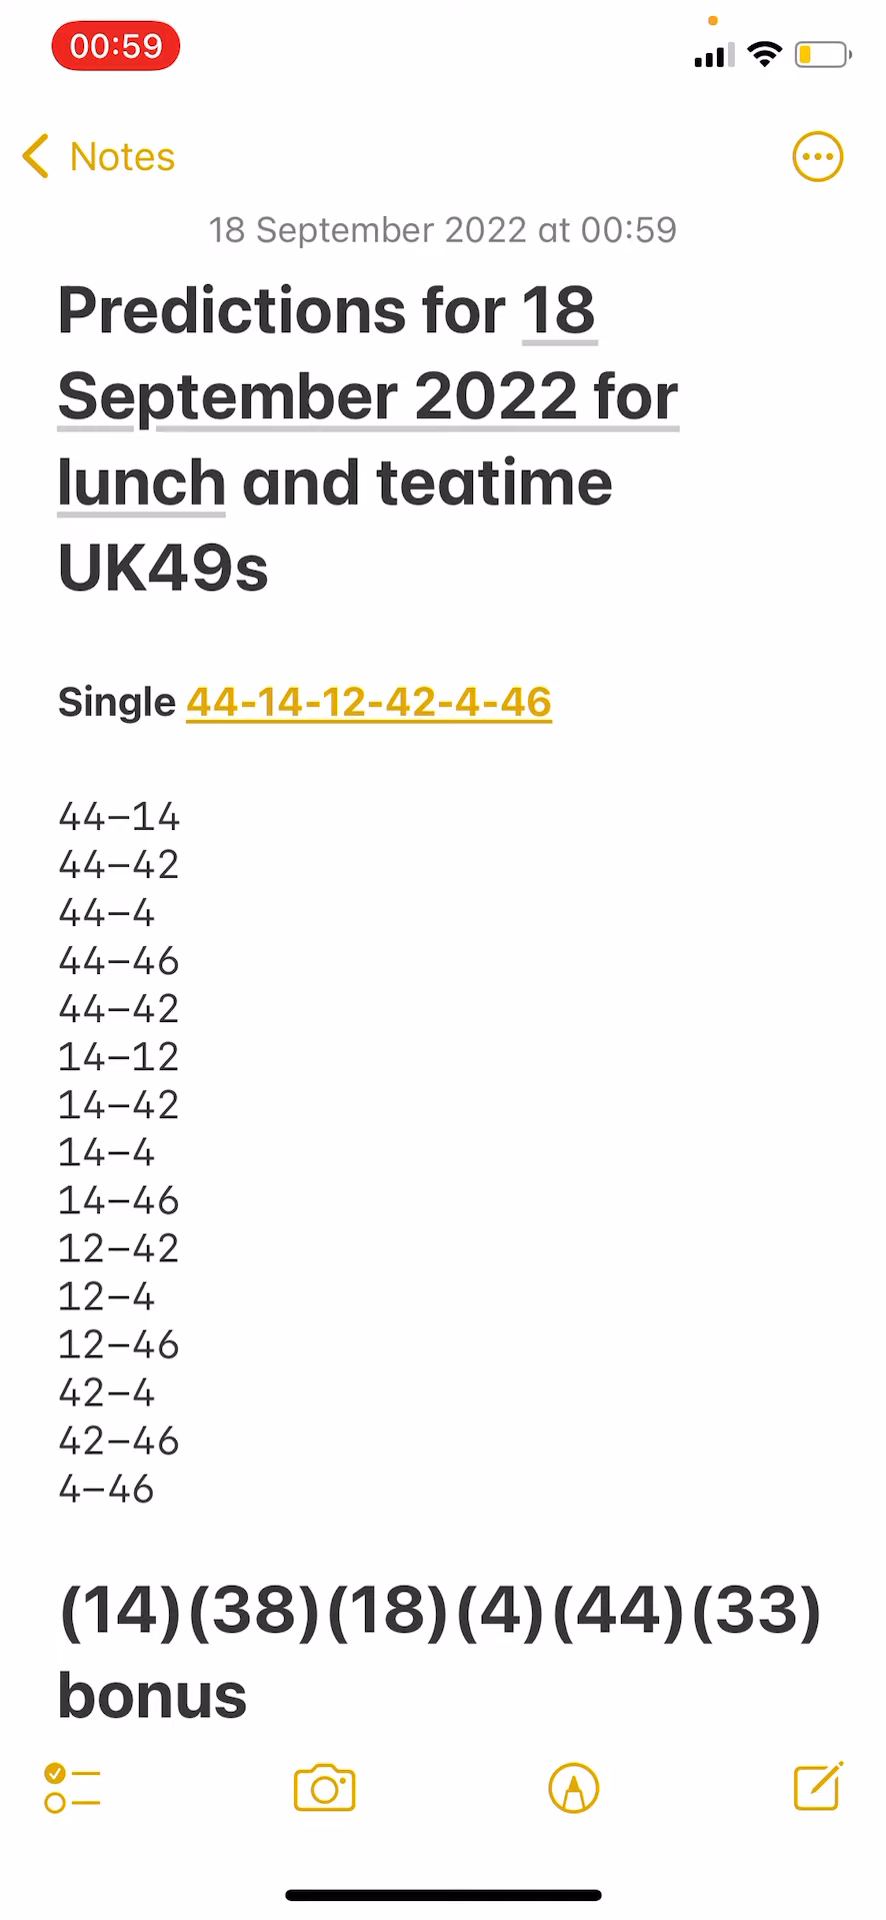 00:59
Notes
18 September 2022 at 00:59
Predictions for 18
September 2022 for
lunch and teatime
UK49s
Single 44-14-12-42-4-46
44–14
44–42
44–4
44–46
44–42
14–12
14–42
14–4
14–46
12–42
12–4
12–46
42–4
42–46
4–46
(14)(38)(18)(4)(44)(33)
bonus